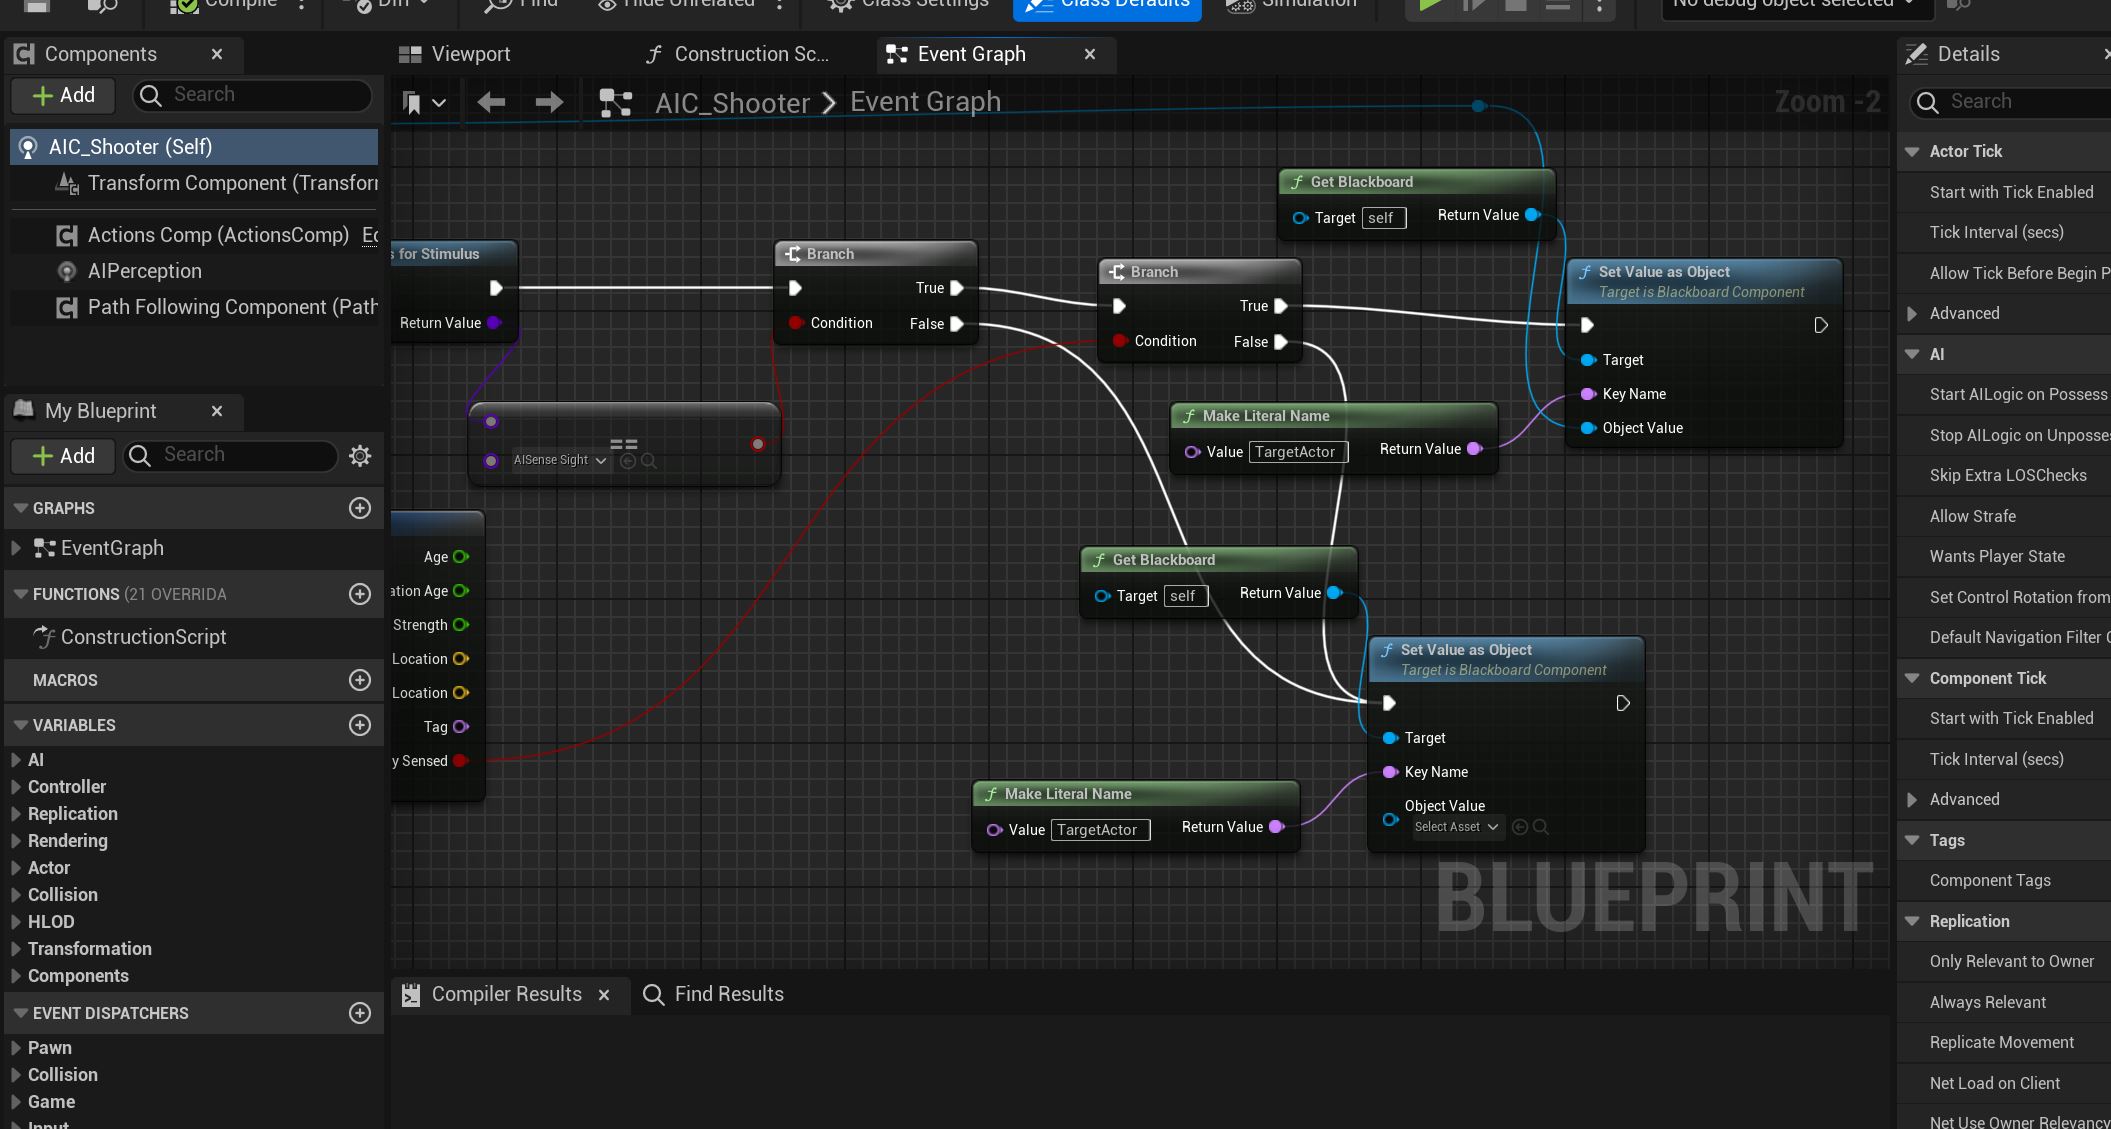 Compile
Diff
Find
Hide Unrelated
Class Settings
Class Defaults
Simulation
No debug object selected
Components
Add
Search
AIC_Shooter (Self)
Transform Component (Transfor
Actions Comp (ActionsComp)
AIPerception
Path Following Component (Path
My Blueprint
Add
Search
GRAPHS
EventGraph
FUNCTIONS (21 OVERRIDA
ConstructionScript
MACROS
VARIABLES
AI
Controller
Replication
Rendering
Actor
Collision
HLOD
Transformation
Components
EVENT DISPATCHERS
Pawn
Collision
Game
Input
Viewport
Construction Sc...
Event Graph
AIC_Shooter
Event Graph
Zoom -2
s for Stimulus
Return Value
==
AISense Sight
Age
ation Age
Strength
Location
Location
Tag
y Sensed
Branch
True
Condition
False
Branch
True
Condition
False
Get Blackboard
Target self
Return Value
Set Value as Object
Target is Blackboard Component
Target
Key Name
Object Value
Make Literal Name
Value TargetActor
Return Value
Get Blackboard
Target self
Return Value
Set Value as Object
Target is Blackboard Component
Target
Key Name
Object Value
Select Asset
Make Literal Name
Value TargetActor
Return Value
BLUEPRINT
Compiler Results
Find Results
Details
Search
Actor Tick
Start with Tick Enabled
Tick Interval (secs)
Allow Tick Before Begin P
Advanced
AI
Start AILogic on Possess
Stop AILogic on Unposses
Skip Extra LOSChecks
Allow Strafe
Wants Player State
Set Control Rotation from
Default Navigation Filter C
Component Tick
Start with Tick Enabled
Tick Interval (secs)
Advanced
Tags
Component Tags
Replication
Only Relevant to Owner
Always Relevant
Replicate Movement
Net Load on Client
Net Use Owner Relevancy